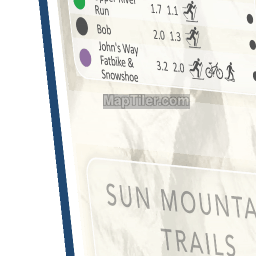 Run 1.7 1.1
Bob 2.0 1.3
John's Way
Fatbike & 3.2 2.0
Snowshoe
MapTiler.com
SUN MOUNTA
TRAILS